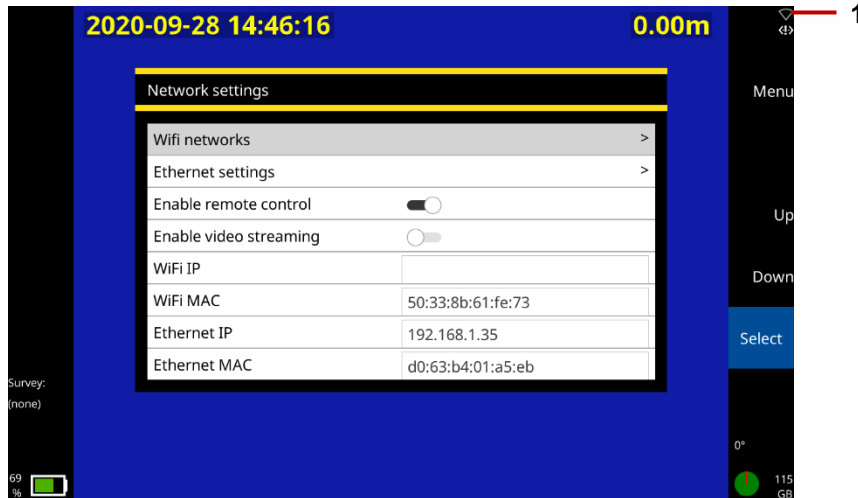 2020-09-28 14:46:16 0.00m
1
Network settings
Menu
Wifi networks >
Ethernet settings >
Enable remote control
Enable video streaming
Up
WiFi IP
Down
WiFi MAC 50:33:8b:61:fe:73
Ethernet IP 192.168.1.35
Select
Ethernet MAC d0:63:b4:01:a5:eb
Survey:
(none)
0°
69
%
115
GB